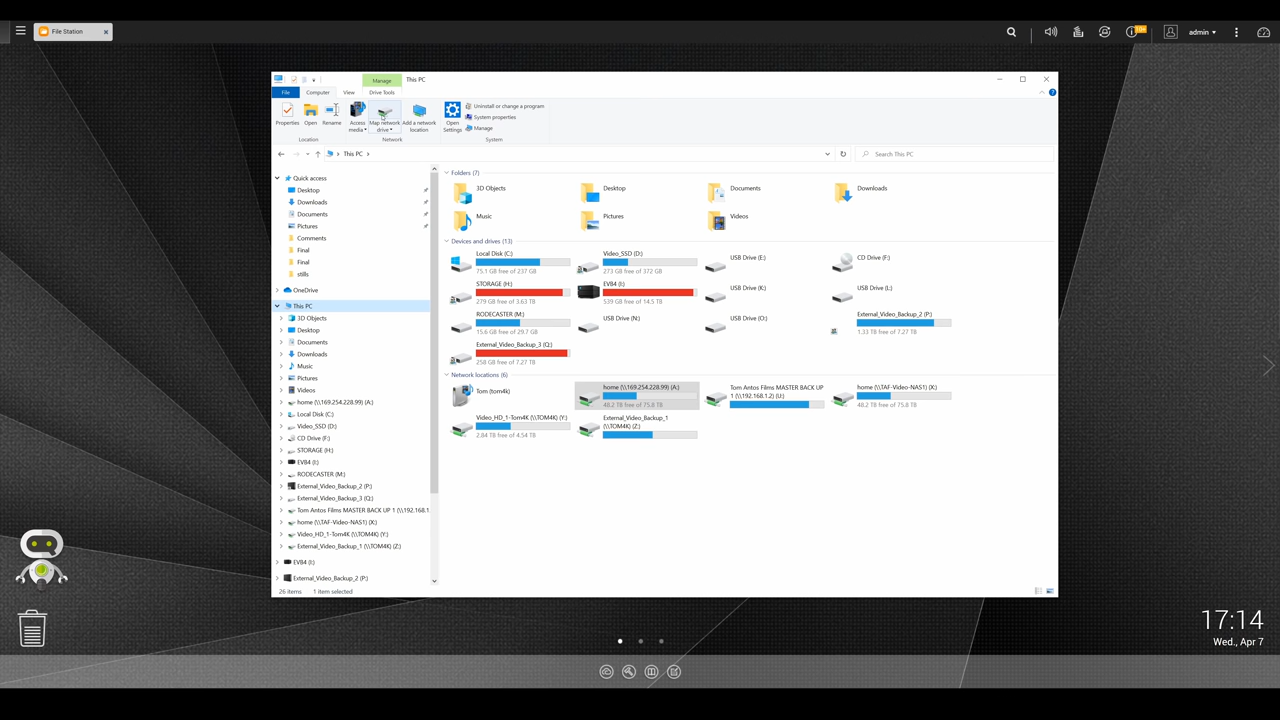 File Station
10+
admin
Manage
This PC
File
Computer
View
Drive Tools
Properties
Open
Rename
Access media
Map network drive
Add a network location
Open Settings
Uninstall or change a program
System properties
Manage
Location
Network
System
This PC
Search This PC
Quick access
Desktop
Downloads
Documents
Pictures
Comments
Final
Final
stills
OneDrive
This PC
3D Objects
Desktop
Documents
Downloads
Music
Pictures
Videos
home (\\169.254.228.99) (A:)
Local Disk (C:)
Video_SSD (D:)
CD Drive (F:)
STORAGE (H:)
EVB4 (I:)
RODECASTER (M:)
External_Video_Backup_2 (P:)
External_Video_Backup_3 (Q:)
Tom Antos Films MASTER BACK UP 1 (\\192.168.1
home (\\TAF-Video-NAS1) (X:)
Video_HD_1-Tom4K (\\TOM4K) (Y:)
External_Video_Backup_1 (\\TOM4K) (Z:)
EVB4 (I:)
External_Video_Backup_2 (P:)
Folders (7)
3D Objects
Desktop
Documents
Downloads
Music
Pictures
Videos
Devices and drives (13)
Local Disk (C:)
75.1 GB free of 237 GB
Video_SSD (D:)
273 GB free of 372 GB
USB Drive (E:)
CD Drive (F:)
STORAGE (H:)
279 GB free of 3.63 TB
EVB4 (I:)
539 GB free of 14.5 TB
USB Drive (K:)
USB Drive (L:)
RODECASTER (M:)
15.6 GB free of 29.7 GB
USB Drive (N:)
USB Drive (O:)
External_Video_Backup_2 (P:)
1.33 TB free of 7.27 TB
External_Video_Backup_3 (Q:)
258 GB free of 7.27 TB
Network locations (6)
Tom (tom4k)
home (\\169.254.228.99) (A:)
48.2 TB free of 75.8 TB
Tom Antos Films MASTER BACK UP
1 (\\192.168.1.2) (U:)
home (\\TAF-Video-NAS1) (X:)
48.2 TB free of 75.8 TB
Video_HD_1-Tom4K (\\TOM4K) (Y:)
2.84 TB free of 4.54 TB
External_Video_Backup_1
(\\TOM4K) (Z:)
26 items
1 item selected
17:14
Wed., Apr 7